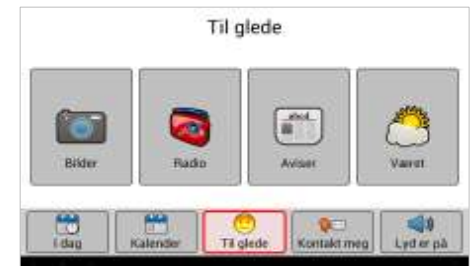 Til glede
Bilder
Radio
Aviser
Været
I dag
Kalender
Til glede
Kontakt meg
Lyd er på